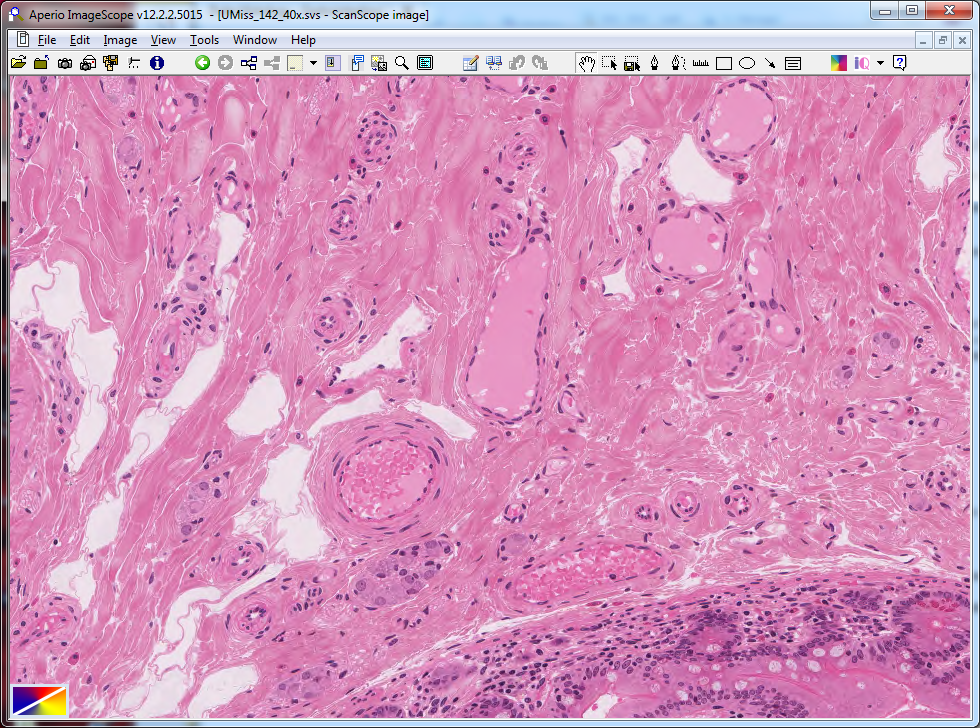 Aperio ImageScope v12.2.2.5015 - [UMiss_142_40x.svs - ScanScope image]
File Edit Image View Tools Window Help
iQ